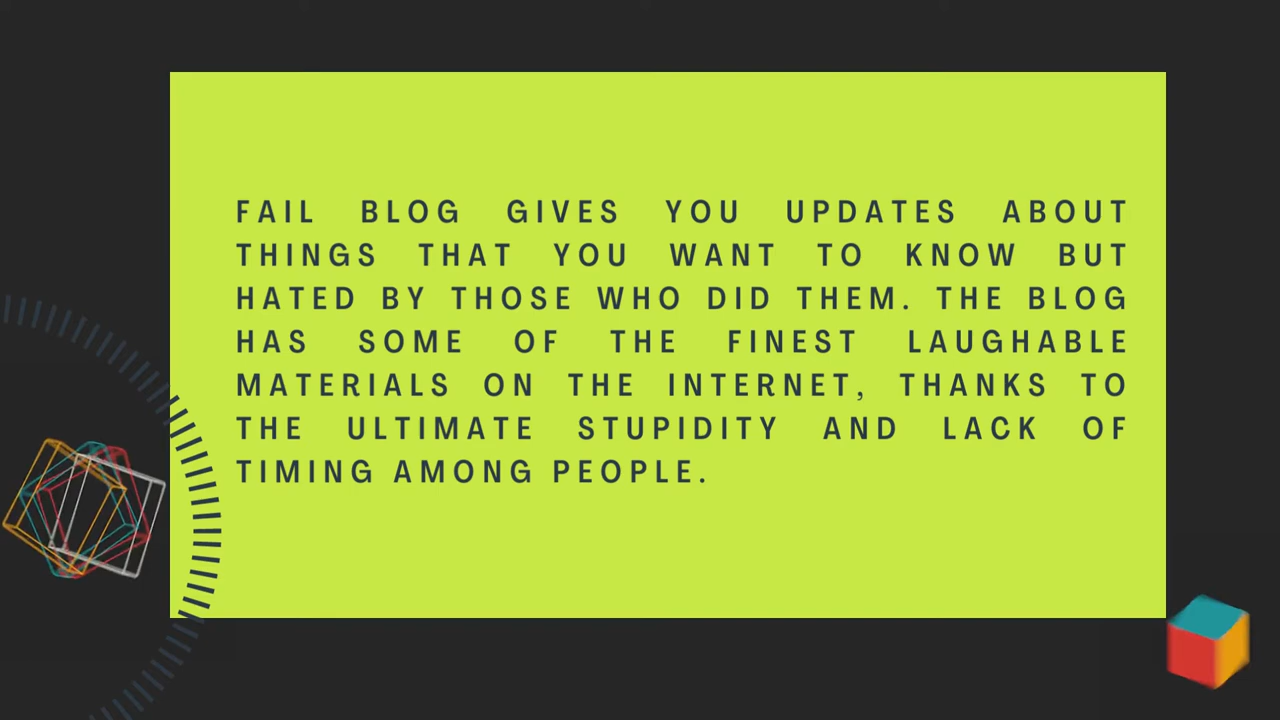 FAIL BLOG GIVES YOU UPDATES ABOUT
THINGS THAT YOU WANT TO KNOW BUT
HATED BY THOSE WHO DID THEM. THE BLOG
HAS SOME OF THE FINEST LAUGHABLE
MATERIALS ON THE INTERNET, THANKS TO
THE ULTIMATE STUPIDITY AND LACK OF
TIMING AMONG PEOPLE.